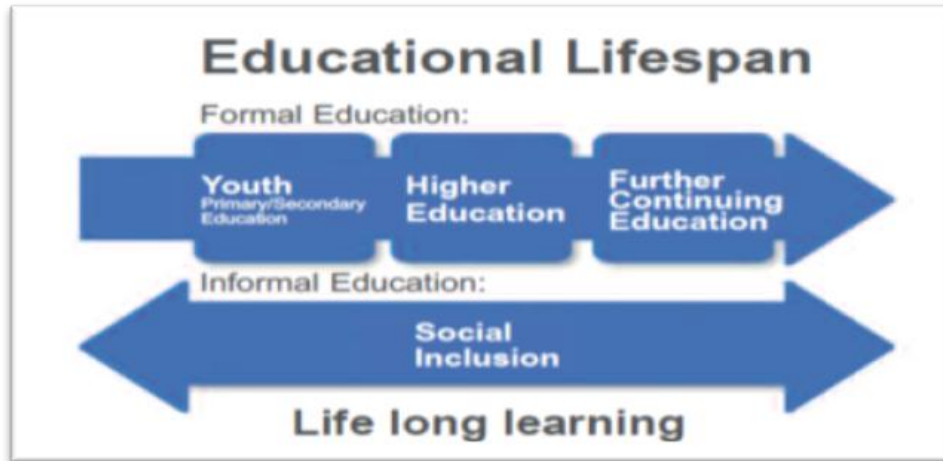 Educational Lifespan
Formal Education:
Youth
Primary/Secondary
Education
Higher
Education
Further
Continuing
Education
Informal Education:
Social
Inclusion
Life long learning